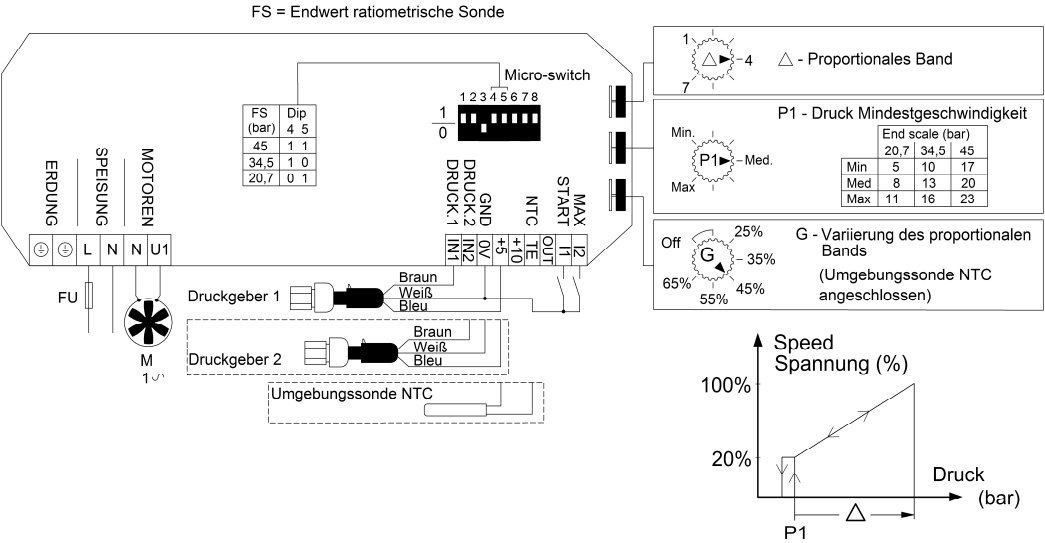 FS = Endwert ratiometrische Sonde
Micro-switch
1 2 3 4 5 6 7 8
1
0
FS Dip
(bar) 4 5
45 1 1
34,5 1 0
20,7 0 1
ERDUNG
SPEISUNG
MOTOREN
L N N U1
DRUCK.1
DRUCK.2
GND
NTC
START
MAX
IN1 IN2 0V +5 +10 TE OUT I1 I2
FU
M
1
Druckgeber 1
Braun
Weiß
Bleu
Druckgeber 2
Braun
Weiß
Bleu
Umgebungssonde NTC
1
4
7
△ - Proportionales Band
P1 - Druck Mindestgeschwindigkeit
Min.
P1
Med.
Max
End scale (bar)
20,7 34,5 45
Min 5 10 17
Med 8 13 20
Max 11 16 23
Off
G
25%
35%
45%
55%
65%
G - Variierung des proportionalen
Bands
(Umgebungssonde NTC
angeschlossen)
Speed
Spannung (%)
100%
20%
Druck
(bar)
P1
△